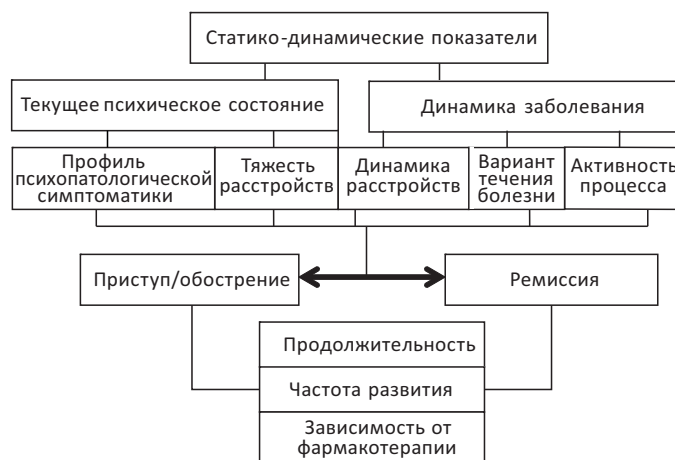 Статико-динамические показатели
Текущее психическое состояние
Динамика заболевания
Профиль
психопатологической
симптоматики
Тяжесть
расстройств
Динамика
расстройств
Вариант
течения
болезни
Активность
процесса
Приступ/обострение
Ремиссия
Продолжительность
Частота развития
Зависимость от
фармакотерапии